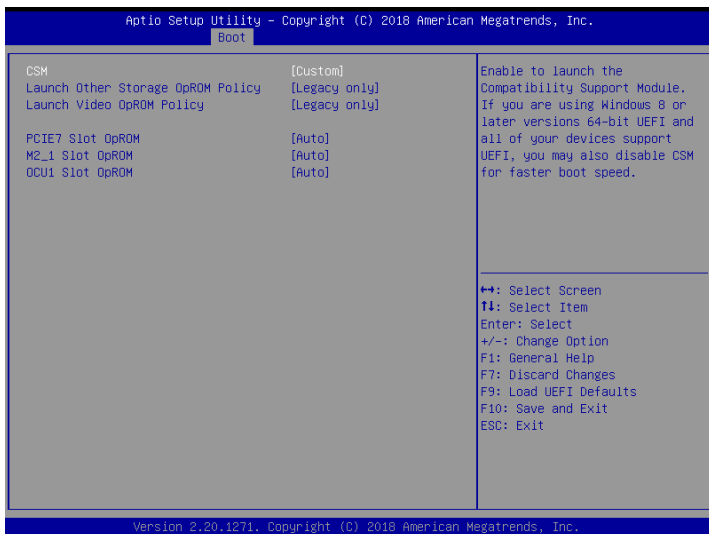 Aptio Setup Utility – Copyright (C) 2018 American Megatrends, Inc.
Boot
CSM [Custom]
Launch Other Storage OpROM Policy [Legacy only]
Launch Video OpROM Policy [Legacy only]
PCIE7 Slot OpROM [Auto]
M2_1 Slot OpROM [Auto]
OCU1 Slot OpROM [Auto]
Enable to launch the
Compatibility Support Module.
If you are using Windows 8 or
later versions 64-bit UEFI and
all of your devices support
UEFI, you may also disable CSM
for faster boot speed.
↔: Select Screen
↑↓: Select Item
Enter: Select
+/-: Change Option
F1: General Help
F7: Discard Changes
F9: Load UEFI Defaults
F10: Save and Exit
ESC: Exit
Version 2.20.1271. Copyright (C) 2018 American Megatrends, Inc.